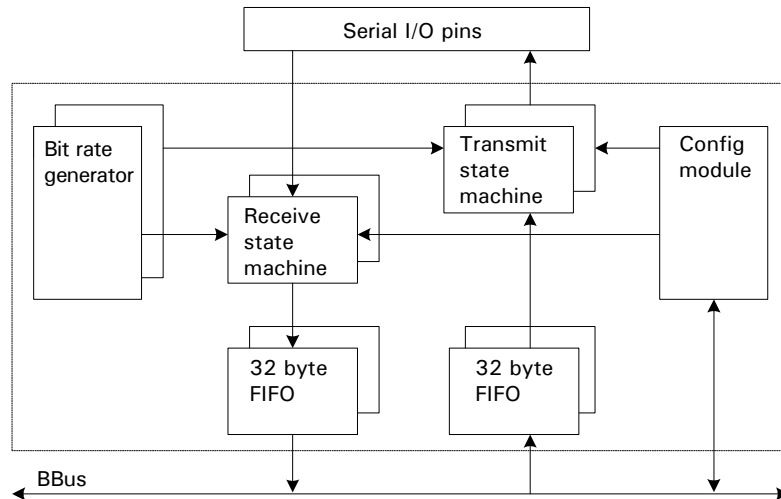 Serial I/O pins
Bit rate
generator
Transmit
state
machine
Config
module
Receive
state
machine
32 byte
FIFO
32 byte
FIFO
BBus